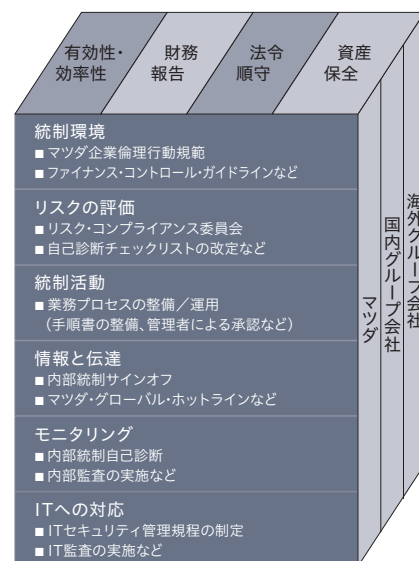 有効性・
効率性
財務
報告
法令
順守
資産
保全
統制環境
■ マツダ企業倫理行動規範
■ ファイナンス・コントロール・ガイドラインなど
リスクの評価
■ リスク・コンプライアンス委員会
■ 自己診断チェックリストの改定など
統制活動
■ 業務プロセスの整備／運用
（手順書の整備、管理者による承認など）
情報と伝達
■ 内部統制サインオフ
■ マツダ・グローバル・ホットラインなど
モニタリング
■ 内部統制自己診断
■ 内部監査の実施など
ITへの対応
■ ITセキュリティ管理規程の制定
■ IT監査の実施など
マツダ
国内グループ会社
海外グループ会社